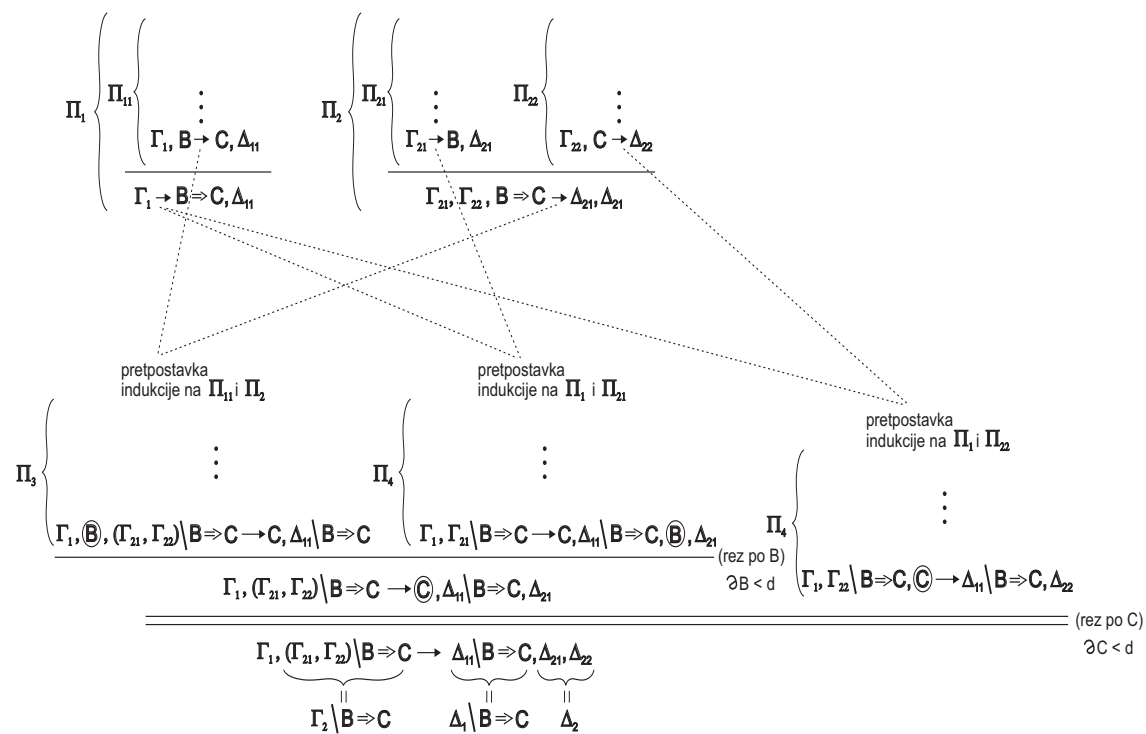 Π₁ Π₁₁ Π₂ Π₂₁ Π₂₂
Γ₁, B → C, Δ₁₁
Γ₂₁ → B, Δ₂₁
Γ₂₂, C → Δ₂₂
Γ₁ → B ⇒ C, Δ₁₁
Γ₂₁, Γ₂₂, B ⇒ C → Δ₂₁, Δ₂₁
pretpostavka
indukcije na Π₁₁ i Π₂
pretpostavka
indukcije na Π₁ i Π₂₁
pretpostavka
indukcije na Π₁ i Π₂₂
Π₃
Π₄
Π₄
Γ₁, Ⓑ, (Γ₂₁, Γ₂₂)\B ⇒ C → C, Δ₁₁\B ⇒ C
Γ₁, Γ₂₁\B ⇒ C → C, Δ₁₁\B ⇒ C, Ⓑ, Δ₂₁
(rez po B)
∂B < d
Γ₁, (Γ₂₁, Γ₂₂)\B ⇒ C → Ⓒ, Δ₁₁\B ⇒ C, Δ₂₁
Γ₁, Γ₂₂\B ⇒ C, Ⓒ → Δ₁₁\B ⇒ C, Δ₂₂
(rez po C)
∂C < d
Γ₁, (Γ₂₁, Γ₂₂)\B ⇒ C → Δ₁₁\B ⇒ C, Δ₂₁, Δ₂₂
= = =
Γ₂\B ⇒ C Δ₁\B ⇒ C Δ₂